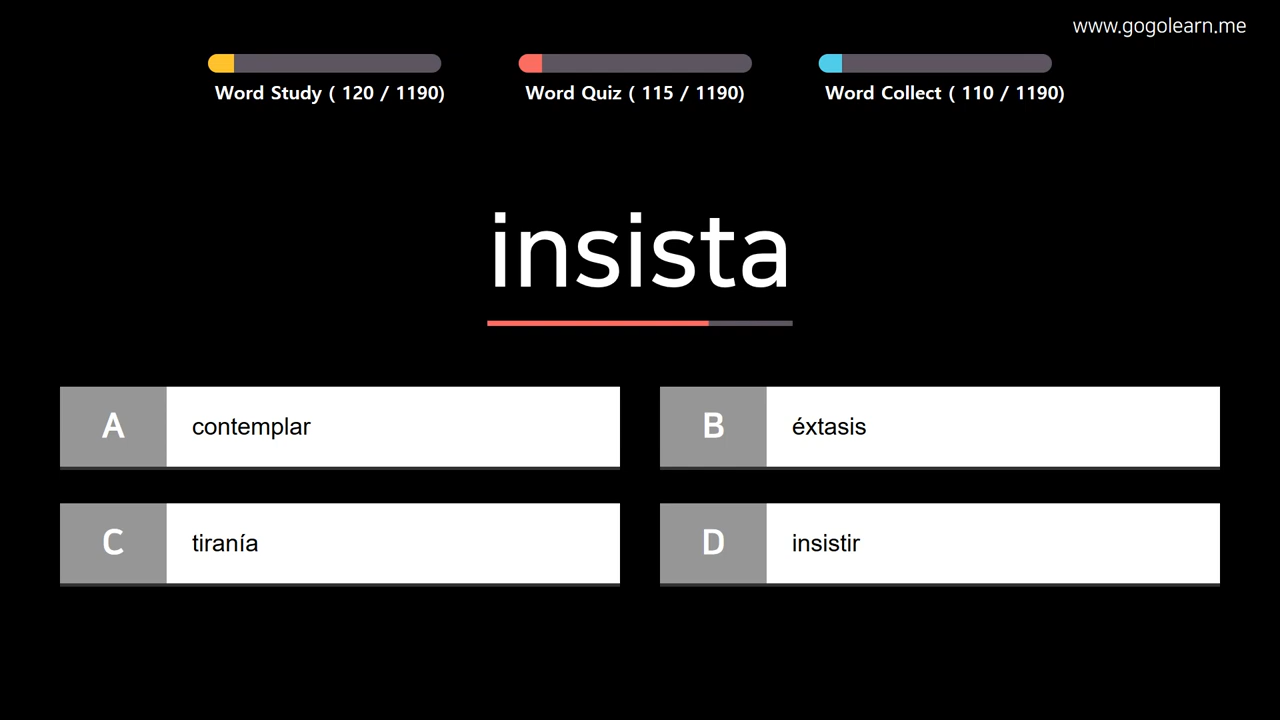 www.gogolearn.me
Word Study ( 120 / 1190)
Word Quiz ( 115 / 1190)
Word Collect ( 110 / 1190)
insista
A contemplar
B éxtasis
C tiranía
D insistir